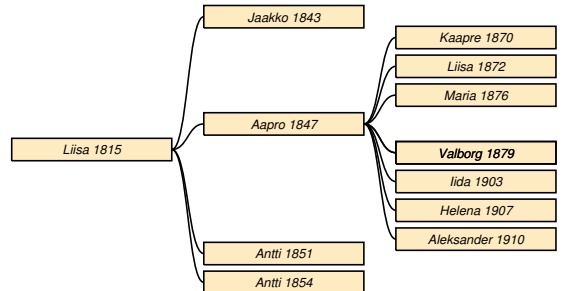 Jaakko 1843
Kaapre 1870
Liisa 1872
Maria 1876
Aapro 1847
Liisa 1815
Valborg 1879
Iida 1903
Helena 1907
Aleksander 1910
Antti 1851
Antti 1854